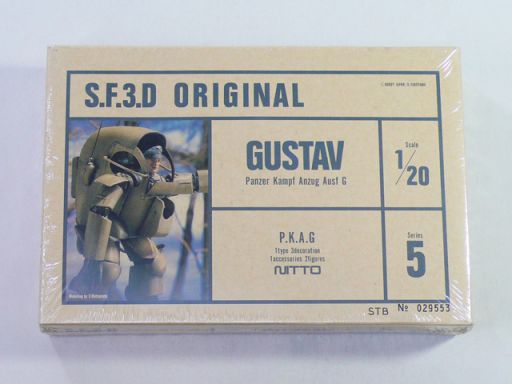 S.F.3.D ORIGINAL
GUSTAV
Panzer Kampf Anzug Ausf G
Scale
1/20
P.K.A.G
1type 3decoration
1accessories 2figures
NITTO
Series
5
STB № 029553